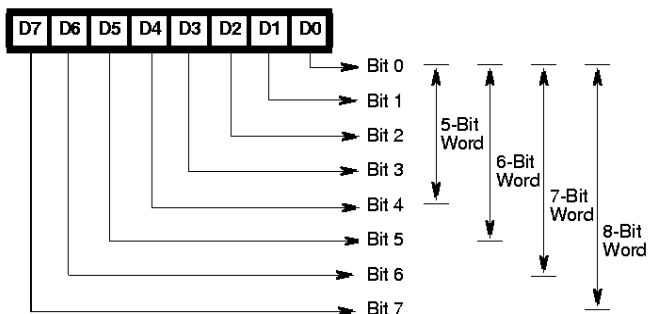 D7 D6 D5 D4 D3 D2 D1 D0
Bit 0
Bit 1
Bit 2
Bit 3
Bit 4
Bit 5
Bit 6
Bit 7
5-Bit
Word
6-Bit
Word
7-Bit
Word
8-Bit
Word